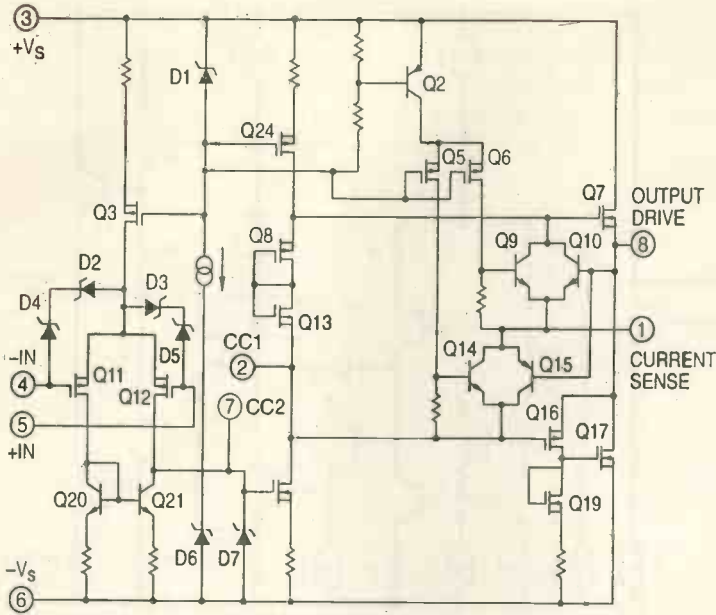 3
+VS
D1
Q2
Q24
Q5 Q6
Q3
Q7
OUTPUT
DRIVE
8
Q8
Q9 Q10
D2
D3
D4
Q13
1
CURRENT
SENSE
CC1
2
Q14
Q15
D5
-IN
4
Q11
Q12
5
+IN
7 CC2
Q16
Q17
Q20
Q21
Q19
D6
D7
-VS
6